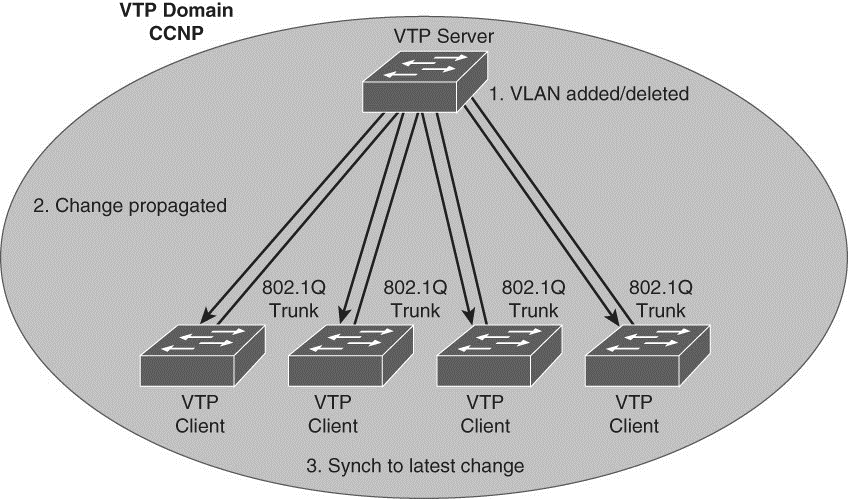 VTP Domain
CCNP
VTP Server
1. VLAN added/deleted
2. Change propagated
802.1Q
Trunk
802.1Q
Trunk
802.1Q
Trunk
802.1Q
Trunk
VTP
Client
VTP
Client
VTP
Client
VTP
Client
3. Synch to latest change